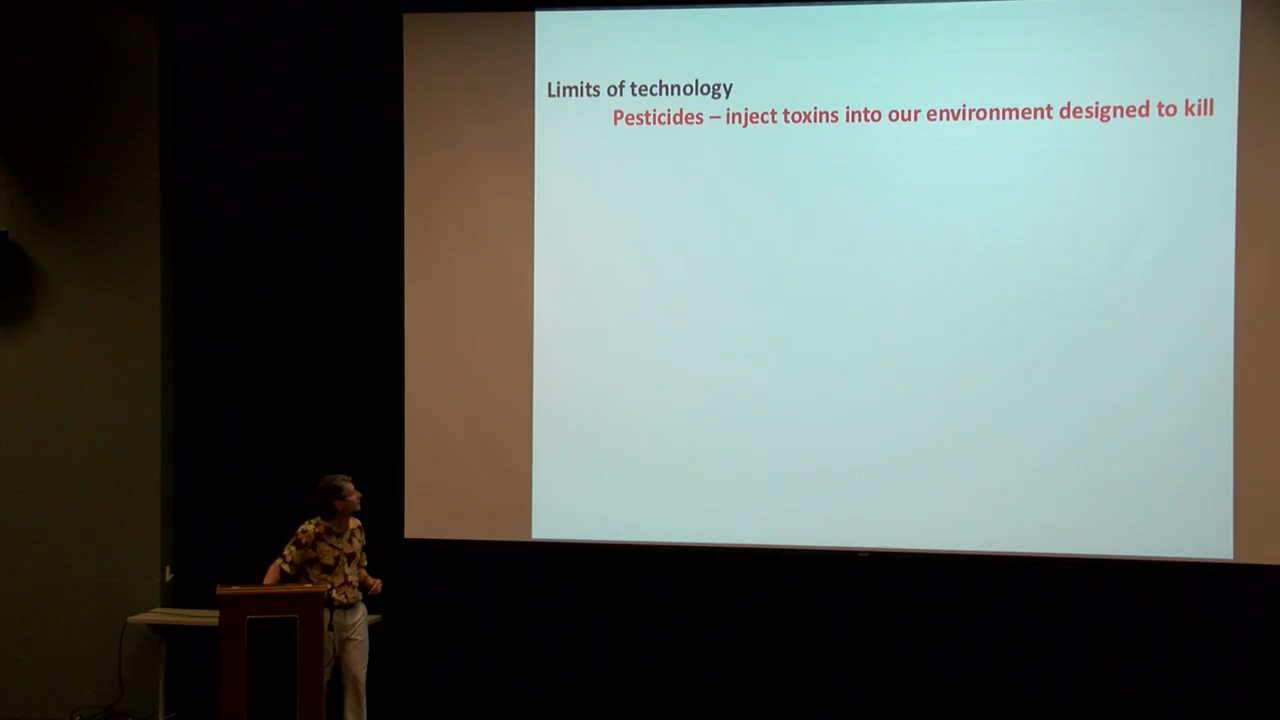 Limits of technology
Pesticides – inject toxins into our environment designed to kill